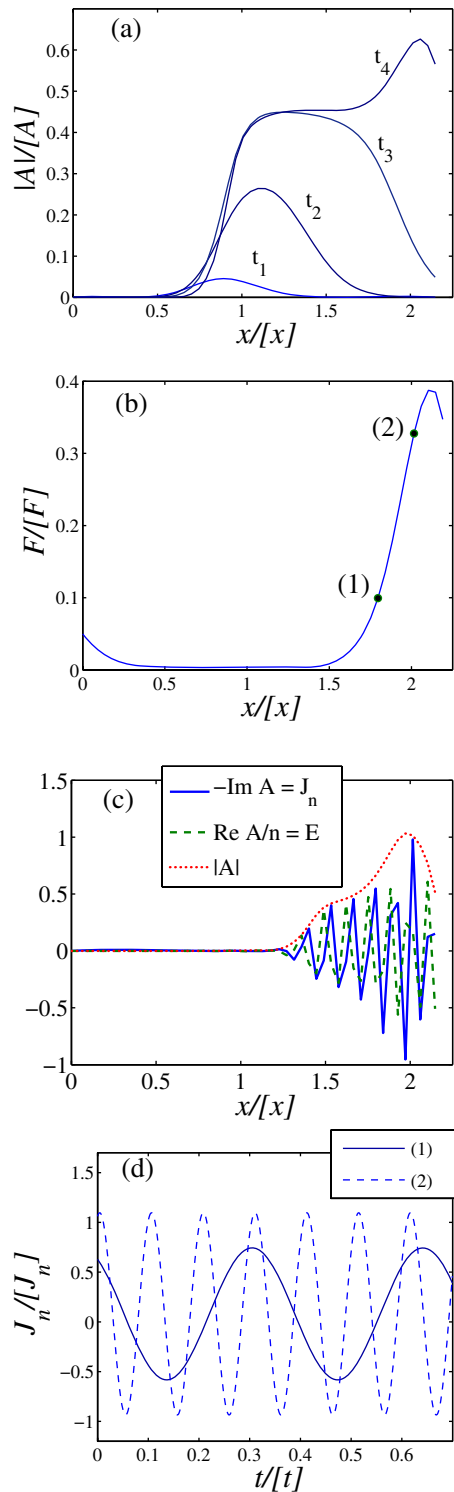 (a)
|A|/[A]
0.6
0.5
0.4
0.3
0.2
0.1
0
t4
t3
t2
t1
0 0.5 1 1.5 2
x/[x]
(b)
F/[F]
0.4
0.3
0.2
0.1
0
(2)
(1)
0 0.5 1 1.5 2
x/[x]
(c)
−Im A = Jn
Re A/n = E
|A|
1.5
1
0.5
0
−0.5
−1
0 0.5 1 1.5 2
x/[x]
(d)
(1)
(2)
Jn/[Jn]
1.5
1
0.5
0
−0.5
−1
0 0.1 0.2 0.3 0.4 0.5 0.6
t/[t]